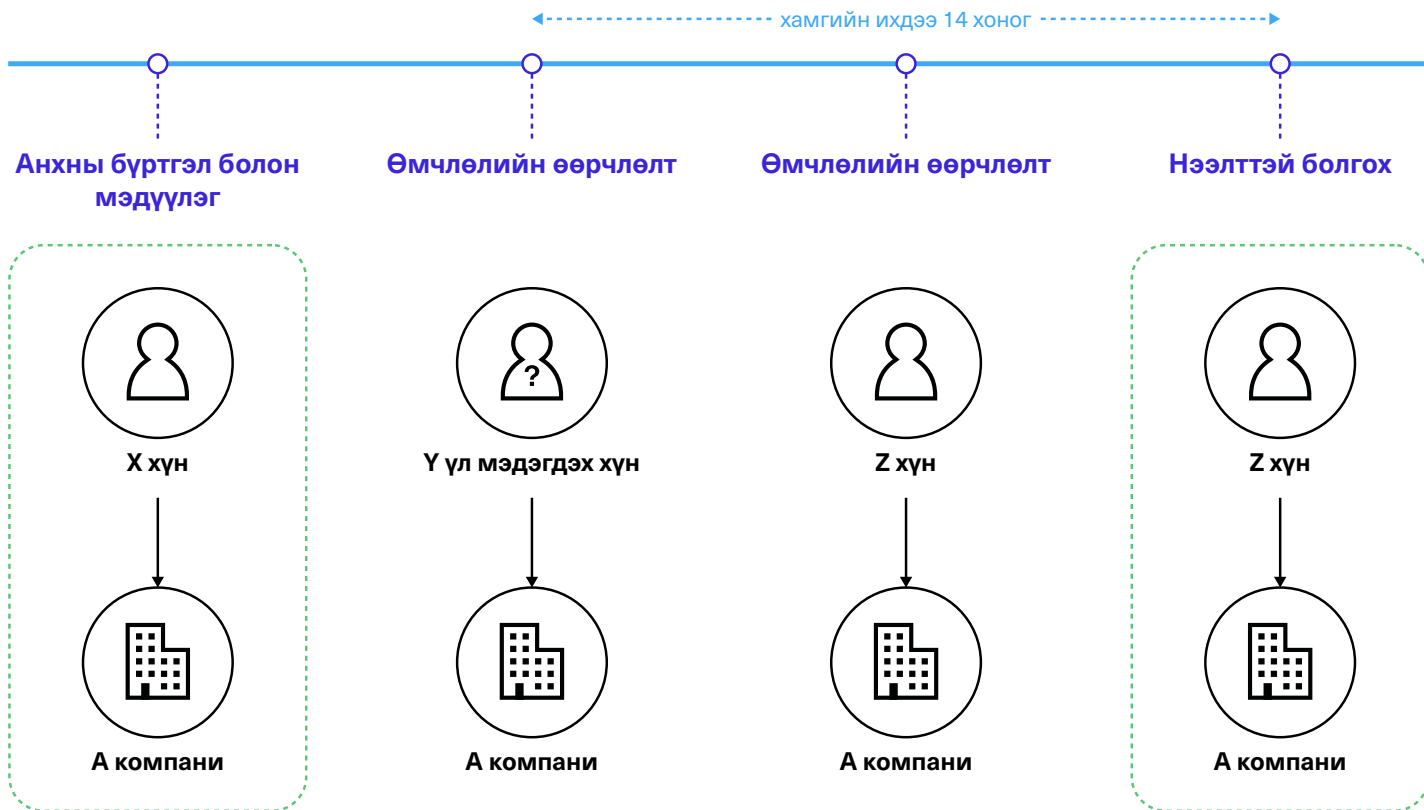 хамгийн ихдээ 14 хоног
Анхны бүртгэл болон
мэдүүлэг
Өмчлөлийн өөрчлөлт
Өмчлөлийн өөрчлөлт
Нээлттэй болгох
X хүн
?
Y үл мэдэгдэх хүн
Z хүн
Z хүн
А компани
А компани
А компани
А компани